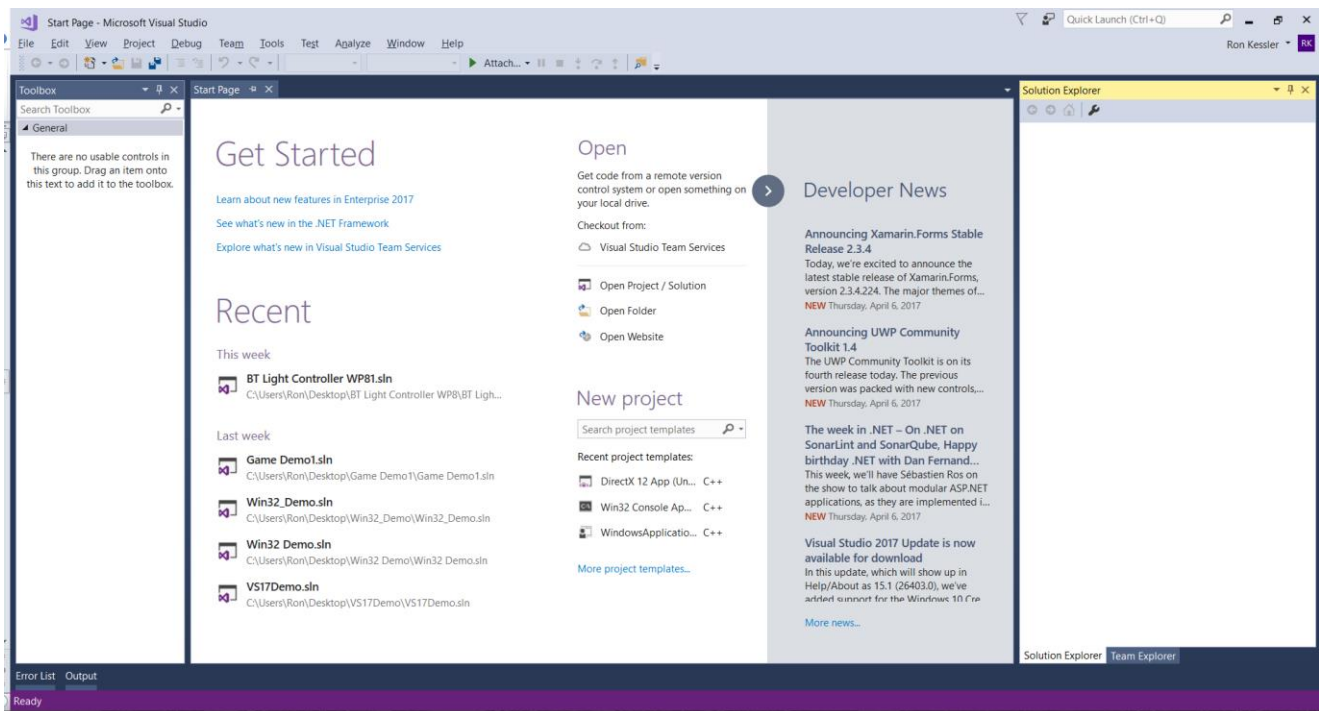 Start Page - Microsoft Visual Studio
Quick Launch (Ctrl+Q)
File Edit View Project Debug Team Tools Test Analyze Window Help
Ron Kessler
RK
Attach...
Toolbox
Search Toolbox
General
There are no usable controls in
this group. Drag an item onto
this text to add it to the toolbox.
Start Page
Get Started
Learn about new features in Enterprise 2017
See what's new in the .NET Framework
Explore what's new in Visual Studio Team Services
Recent
This week
BT Light Controller WP81.sln
C:\Users\Ron\Desktop\BT Light Controller WP8\BT Ligh...
Last week
Game Demo1.sln
C:\Users\Ron\Desktop\Game Demo1\Game Demo1.sln
Win32_Demo.sln
C:\Users\Ron\Desktop\Win32_Demo\Win32_Demo.sln
Win32 Demo.sln
C:\Users\Ron\Desktop\Win32 Demo\Win32 Demo.sln
VS17Demo.sln
C:\Users\Ron\Desktop\VS17Demo\VS17Demo.sln
Open
Get code from a remote version
control system or open something on
your local drive.
Checkout from:
Visual Studio Team Services
Open Project / Solution
Open Folder
Open Website
New project
Search project templates
Recent project templates:
DirectX 12 App (Un... C++
Win32 Console Ap... C++
WindowsApplicatio... C++
More project templates...
Developer News
Announcing Xamarin.Forms Stable
Release 2.3.4
Today, we're excited to announce the
latest stable release of Xamarin.Forms,
version 2.3.4.224. The major themes of...
NEW Thursday, April 6, 2017
Announcing UWP Community
Toolkit 1.4
The UWP Community Toolkit is on its
fourth release today. The previous
version was packed with new controls,...
NEW Thursday, April 6, 2017
The week in .NET – On .NET on
SonarLint and SonarQube, Happy
birthday .NET with Dan Fernand...
This week, we'll have Sébastien Ros on
the show to talk about modular ASP.NET
applications, as they are implemented i...
NEW Thursday, April 6, 2017
Visual Studio 2017 Update is now
available for download
In this update, which will show up in
Help/About as 15.1 (26403.0), we've
added support for the Windows 10 Cre
More news...
Solution Explorer
Solution Explorer Team Explorer
Error List Output
Ready